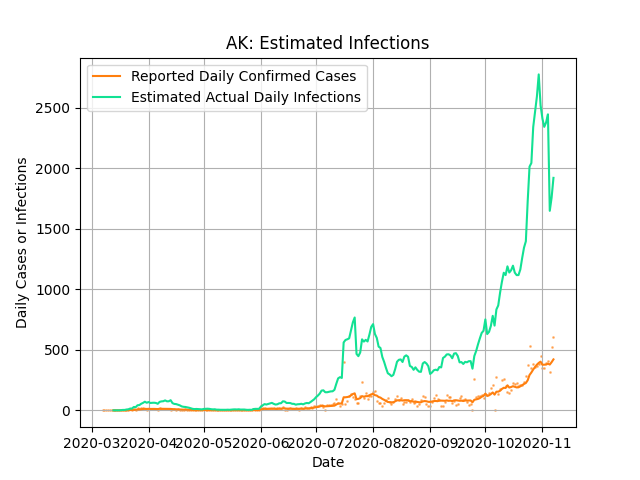 AK: Estimated Infections
Reported Daily Confirmed Cases
Estimated Actual Daily Infections
Daily Cases or Infections
2500
2000
1500
1000
500
0
2020-03 2020-04 2020-05 2020-06 2020-07 2020-08 2020-09 2020-10 2020-11
Date